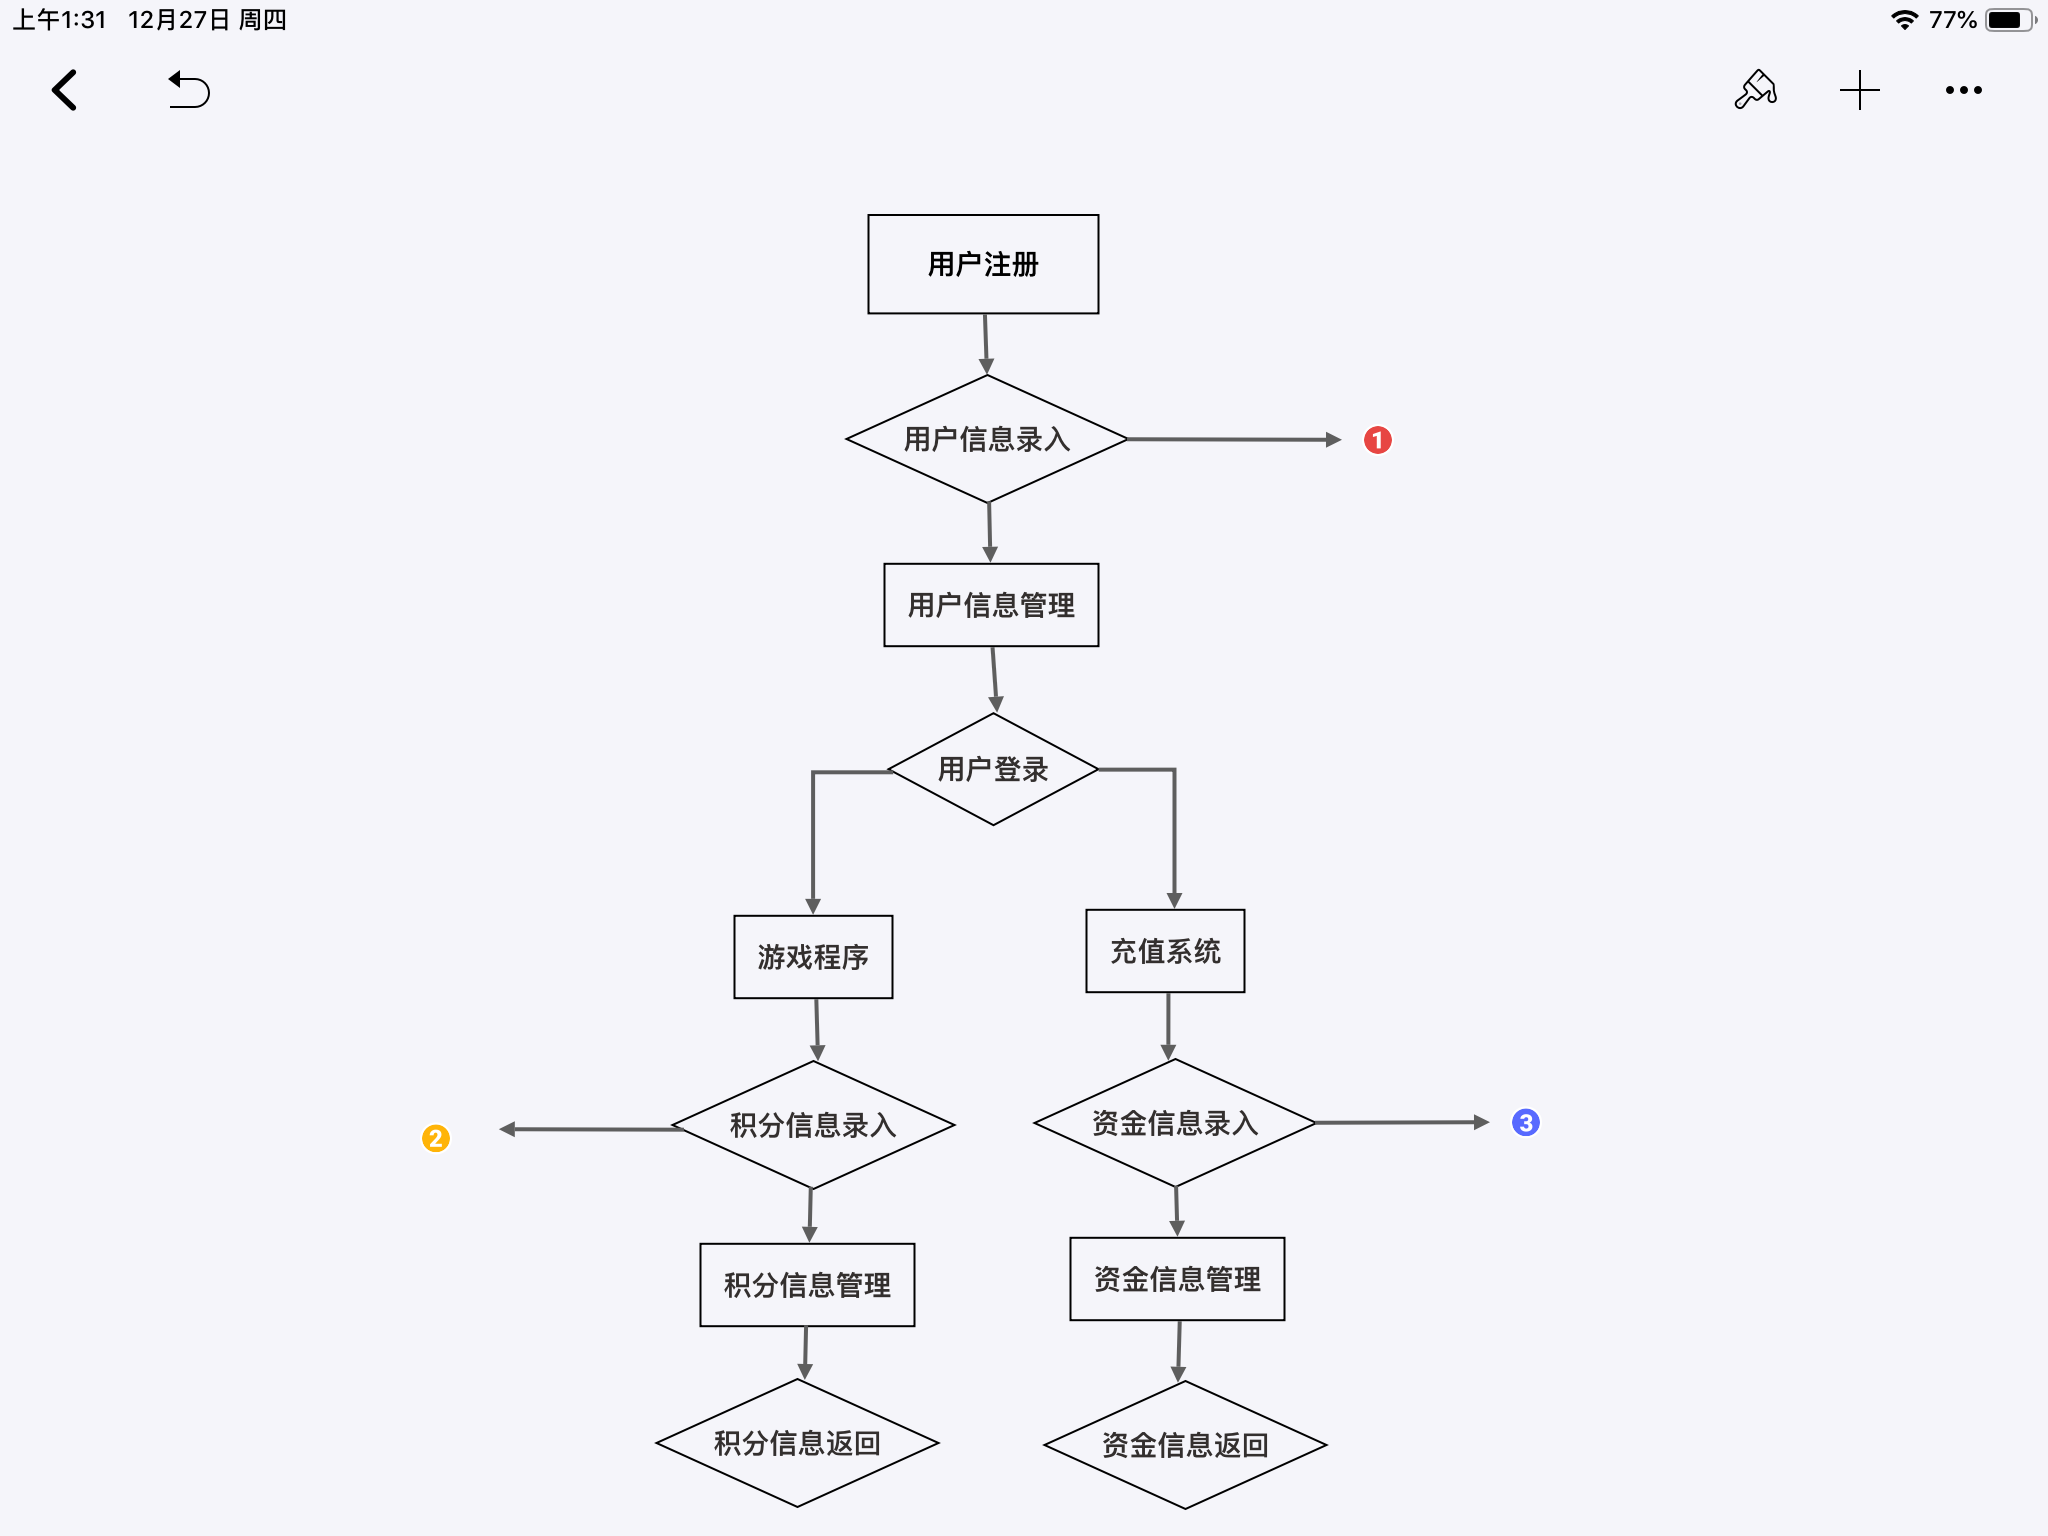 上午1:31 12月27日 周四
77%
用户注册
用户信息录入
1
用户信息管理
用户登录
游戏程序
充值系统
2
积分信息录入
资金信息录入
3
积分信息管理
资金信息管理
积分信息返回
资金信息返回